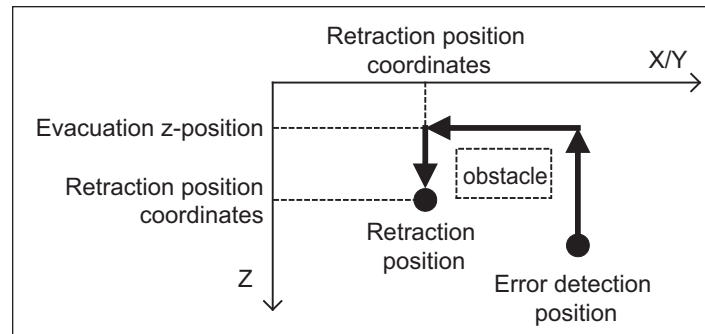 Retraction position
coordinates
X/Y
Evacuation z-position
obstacle
Retraction position
coordinates
Retraction
position
Z
Error detection
position